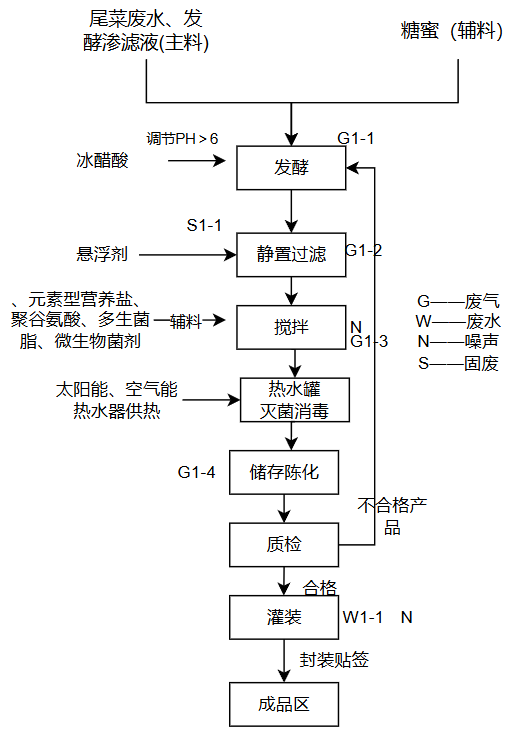 尾菜废水、发
酵渗滤液(主料)
糖蜜（辅料）
调节PH＞6
G1-1
冰醋酸
发酵
S1-1
悬浮剂
静置过滤
G1-2
、元素型营养盐、
聚谷氨酸、多生菌
脂、微生物菌剂
辅料
搅拌
N
G1-3
G——废气
W——废水
N——噪声
S——固废
太阳能、空气能
热水器供热
热水罐
灭菌消毒
G1-4
储存陈化
不合格产
品
质检
合格
灌装
W1-1 N
封装贴签
成品区